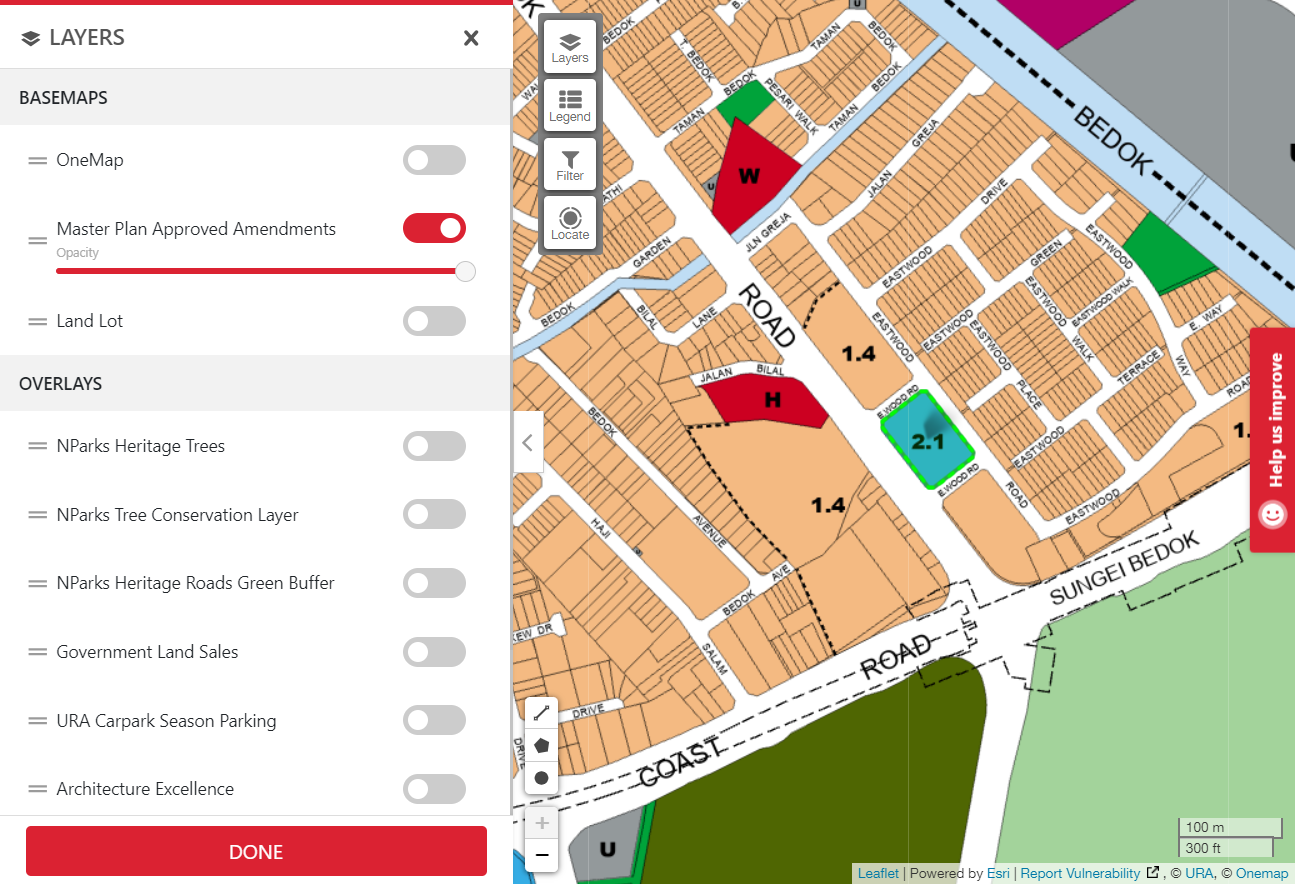 LAYERS
BASEMAPS
OneMap
Master Plan Approved Amendments
Opacity
Land Lot
OVERLAYS
NParks Heritage Trees
NParks Tree Conservation Layer
NParks Heritage Roads Green Buffer
Government Land Sales
URA Carpark Season Parking
Architecture Excellence
DONE
Layers
Legend
Filter
Locate
BEDOK
T. BEDOK
TAMAN
BEDOK
U
BEDOK
PESARI WALK
TAMAN
BEDOK
TAMAN
BEDOK
W
U
GREJA
JALAN
JLN GREJA
DRIVE
EASTWOOD
GREEN
EASTWOOD
EASTWOOD WALK
E. WAY
WAY
GARDEN
BEDOK
BILAL
LANE
ROAD
1.4
EASTWOOD
EASTWOOD
EASTWOOD
PLACE
EASTWOOD
WALK
TERRACE
ROAD
JALAN
BILAL
H
E.WOOD RD
2.1
E.WOOD RD
EASTWOOD
ROAD
EASTWOOD
1.4
BEDOK
AVENUE
HAJI
BEDOK
AVE
SALAM
KEW DR
DRIVE
DRIVE
COAST
ROAD
SUNGEI BEDOK
U
Help us improve
100 m
300 ft
Leaflet | Powered by Esri | Report Vulnerability , © URA, © Onemap